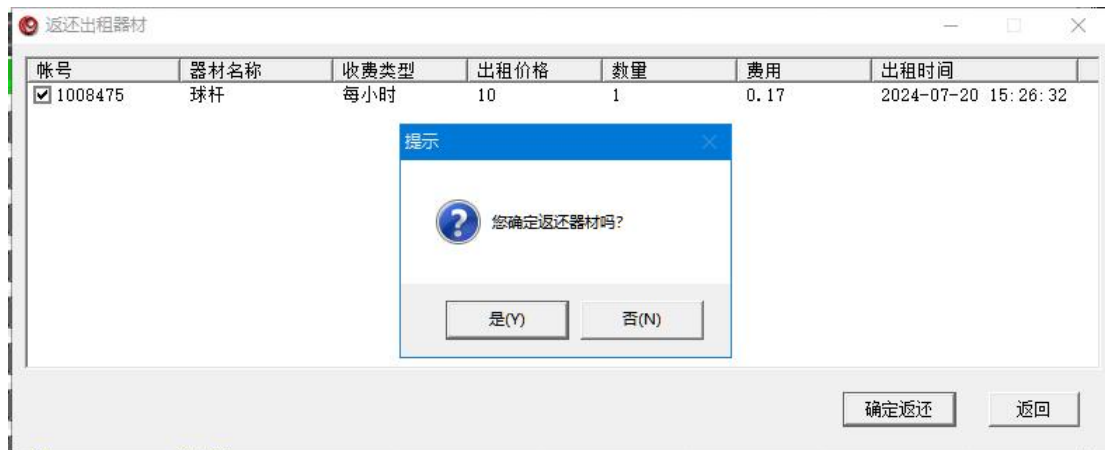 返还出租器材
帐号 器材名称 收费类型 出租价格 数量 费用 出租时间
1008475 球杆 每小时 10 1 0.17 2024-07-20 15:26:32
提示
您确定返还器材吗?
是(Y) 否(N)
确定返还 返回